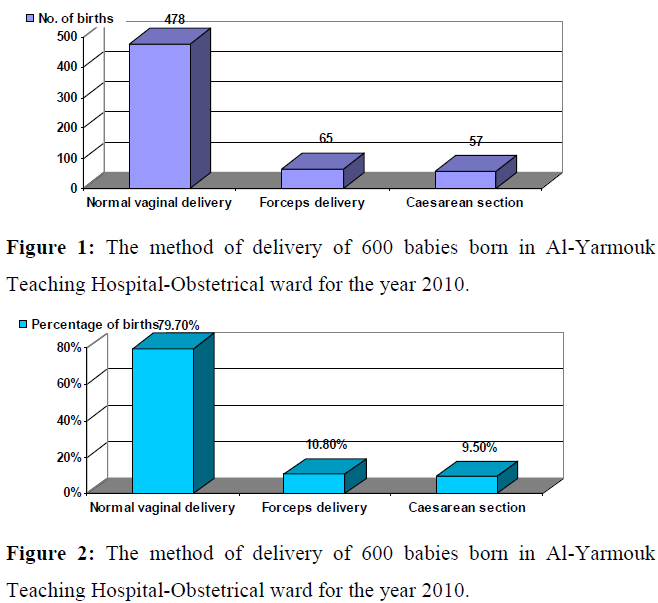 No. of births
478
500
400
300
200
100
0
65
57
Normal vaginal delivery Forceps delivery Caesarean section
Figure 1: The method of delivery of 600 babies born in Al-Yarmouk
Teaching Hospital-Obstetrical ward for the year 2010.
Percentage of births
79.70%
80%
60%
40%
20%
0%
10.80%
9.50%
Normal vaginal delivery Forceps delivery Caesarean section
Figure 2: The method of delivery of 600 babies born in Al-Yarmouk
Teaching Hospital-Obstetrical ward for the year 2010.